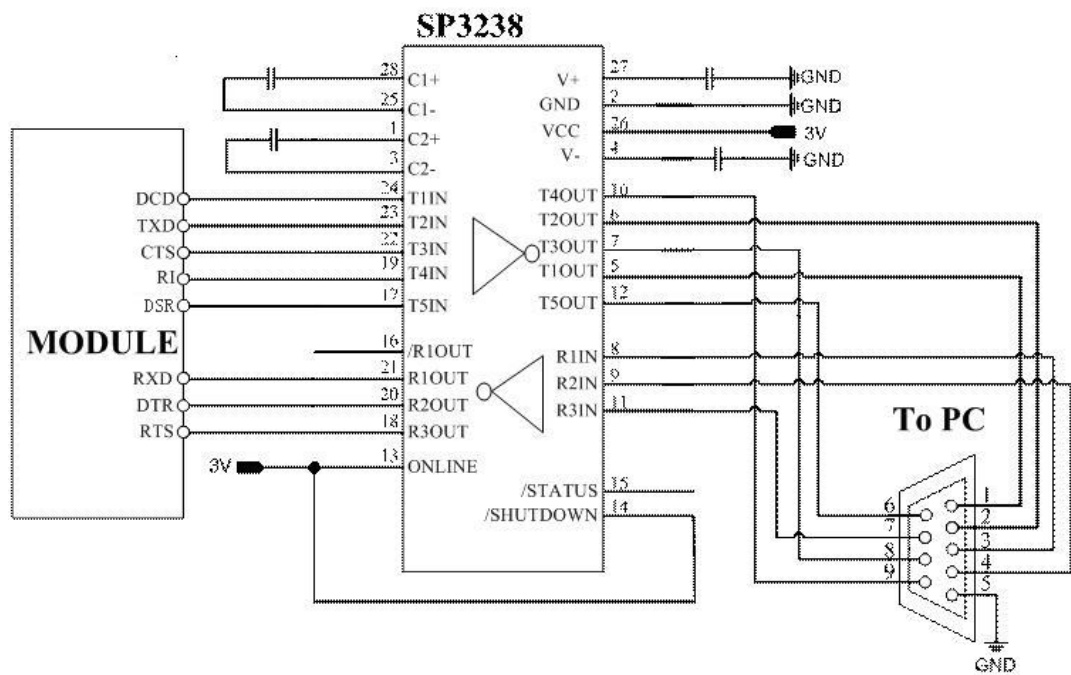 SP3238
28 C1+
25 C1-
1 C2+
3 C2-
24 T1IN
23 T2IN
22 T3IN
19 T4IN
17 T5IN
16 /R1OUT
21 R1OUT
20 R2OUT
18 R3OUT
13 ONLINE
V+ 27 GND
GND 2 GND
VCC 26 3V
V- 4 GND
T4OUT 10
T2OUT 6
T3OUT 7
T1OUT 5
T5OUT 12
R1IN 8
R2IN 9
R3IN 11
/STATUS 15
/SHUTDOWN 14
DCD
TXD
CTS
RI
DSR
MODULE
RXD
DTR
RTS
3V
To PC
6
7
8
9
1
2
3
4
5
GND